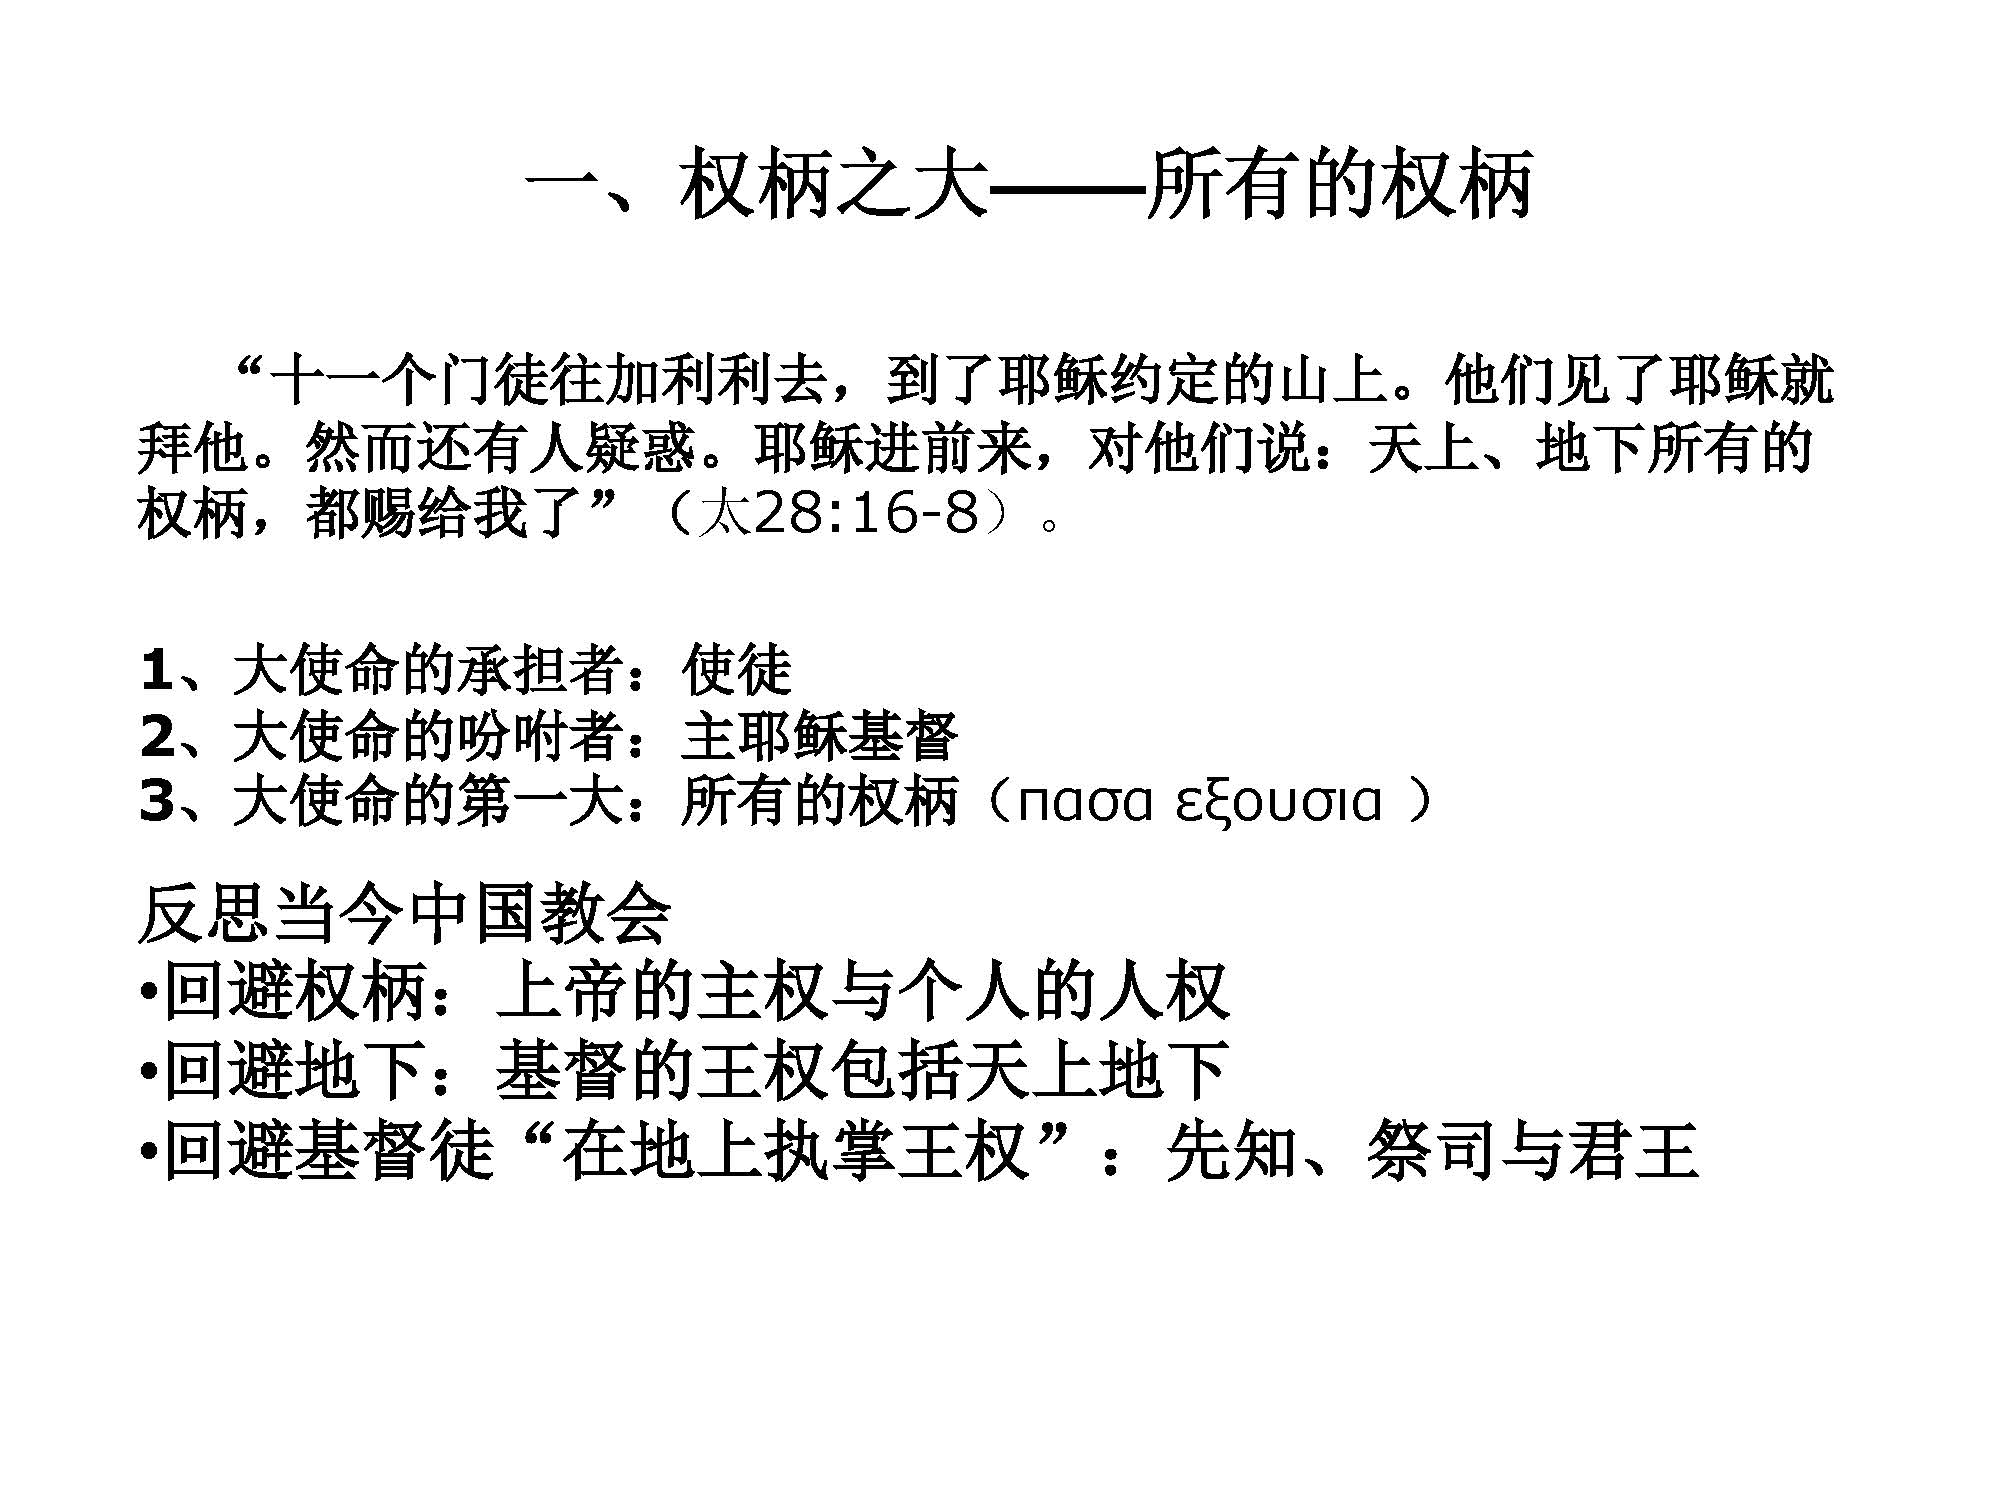 一、权柄之大——所有的权柄
“十一个门徒往加利利去，到了耶稣约定的山上。他们见了耶稣就
拜他。然而还有人疑惑。耶稣进前来，对他们说：天上、地下所有的
权柄，都赐给我了”（太28:16-8）。
1、大使命的承担者：使徒
2、大使命的吩咐者：主耶稣基督
3、大使命的第一大：所有的权柄（πασα εξουσια ）
反思当今中国教会
•回避权柄：上帝的主权与个人的人权
•回避地下：基督的王权包括天上地下
•回避基督徒“在地上执掌王权”：先知、祭司与君王